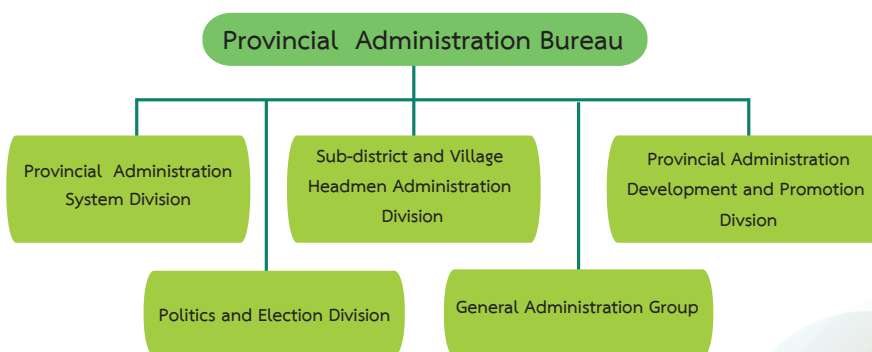 Provincial Administration Bureau
Provincial Administration
System Division
Sub-district and Village
Headmen Administration
Division
Provincial Administration
Development and Promotion
Divsion
Politics and Election Division
General Administration Group